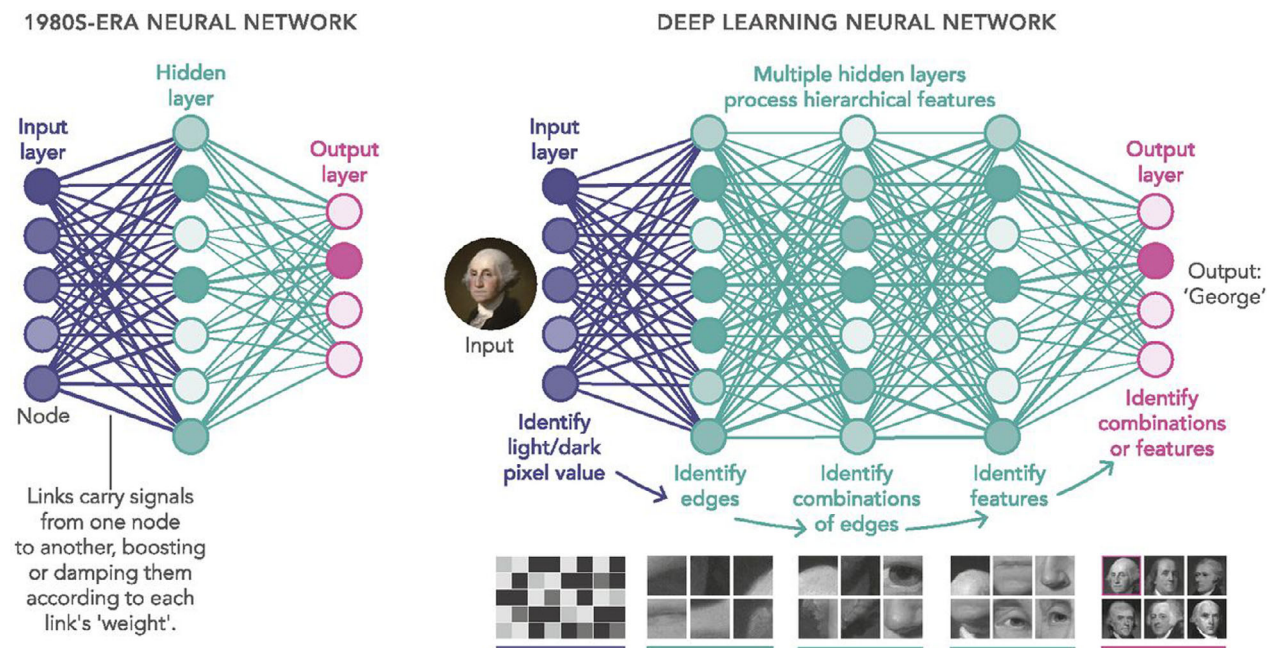 1980S-ERA NEURAL NETWORK
Hidden
layer
Input
layer
Output
layer
Node
Links carry signals
from one node
to another, boosting
or damping them
according to each
link's 'weight'.
DEEP LEARNING NEURAL NETWORK
Multiple hidden layers
process hierarchical features
Input
layer
Output
layer
Input
Output:
'George'
Identify
light/dark
pixel value
Identify
edges
Identify
combinations
of edges
Identify
features
Identify
combinations
or features